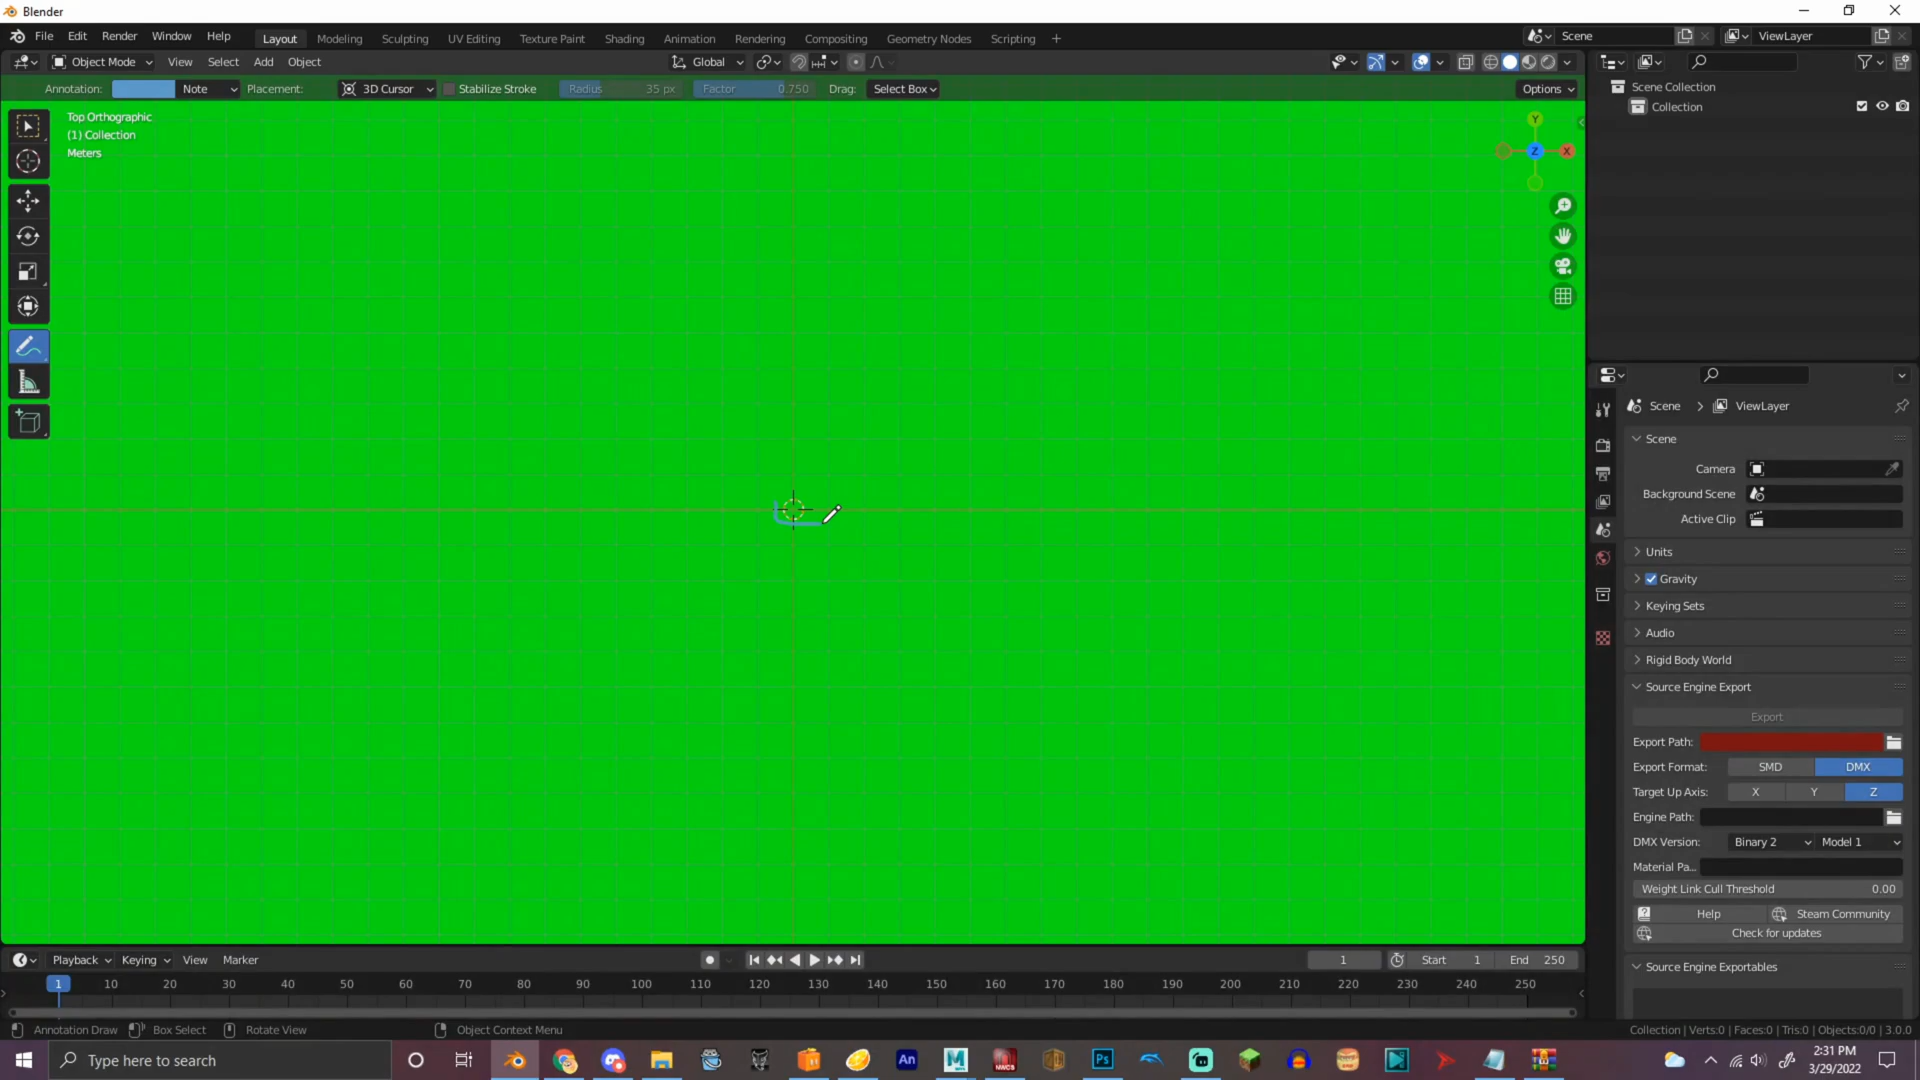 Blender
File Edit Render Window Help Layout Modeling Sculpting UV Editing Texture Paint Shading Animation Rendering Compositing Geometry Nodes Scripting + Scene ViewLayer
Object Mode View Select Add Object Global
Annotation: Note Placement: 3D Cursor Stabilize Stroke Radius 35 px Factor 0.750 Drag: Select Box Options
Top Orthographic
(1) Collection
Meters
Y
Z X
Scene Collection
Collection
Scene > ViewLayer
Scene
Camera
Background Scene
Active Clip
Units
Gravity
Keying Sets
Audio
Rigid Body World
Source Engine Export
Export
Export Path:
Export Format: SMD DMX
Target Up Axis: X Y Z
Engine Path:
DMX Version: Binary 2 Model 1
Material Pa...
Weight Link Cull Threshold 0.00
Help Steam Community
Check for updates
Source Engine Exportables
Playback Keying View Marker 1 Start 1 End 250
1 10 20 30 40 50 60 70 80 90 100 110 120 130 140 150 160 170 180 190 200 210 220 230 240 250
Annotation Draw Box Select Rotate View Object Context Menu Collection | Verts:0 | Faces:0 | Tris:0 | Objects:0/0 | 3.0.0
Type here to search An M NWCS Ps 2:31 PM
3/29/2022